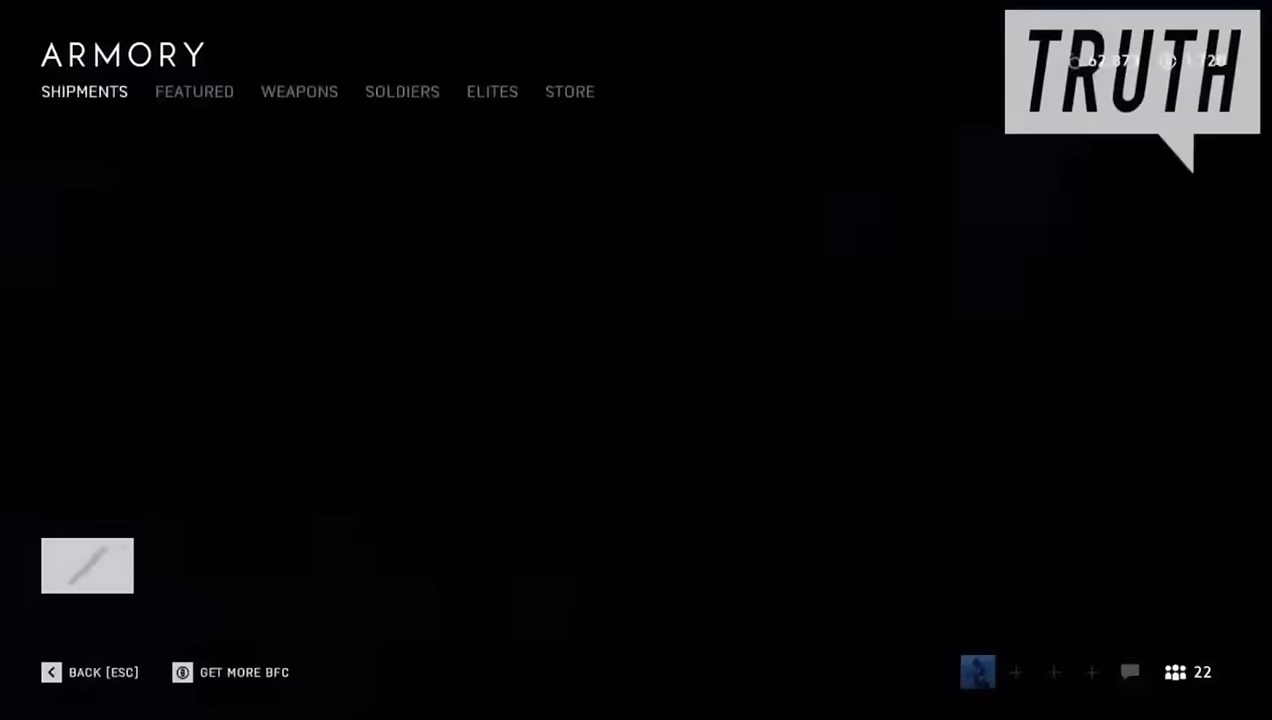 ARMORY
TRUTH
SHIPMENTS FEATURED WEAPONS SOLDIERS ELITES STORE
BACK [ESC] GET MORE BFC
22